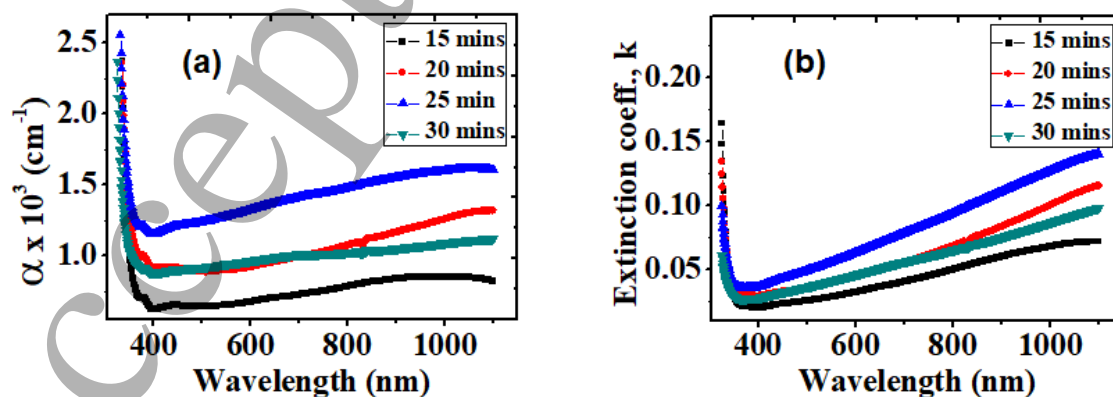 (a)
15 mins
20 mins
25 min
30 mins
2.5
2.0
1.5
1.0
α x 10³ (cm⁻¹)
400 600 800 1000
Wavelength (nm)
(b)
15 mins
20 mins
25 mins
30 mins
0.20
0.15
0.10
0.05
Extinction coeff., k
400 600 800 1000
Wavelength (nm)